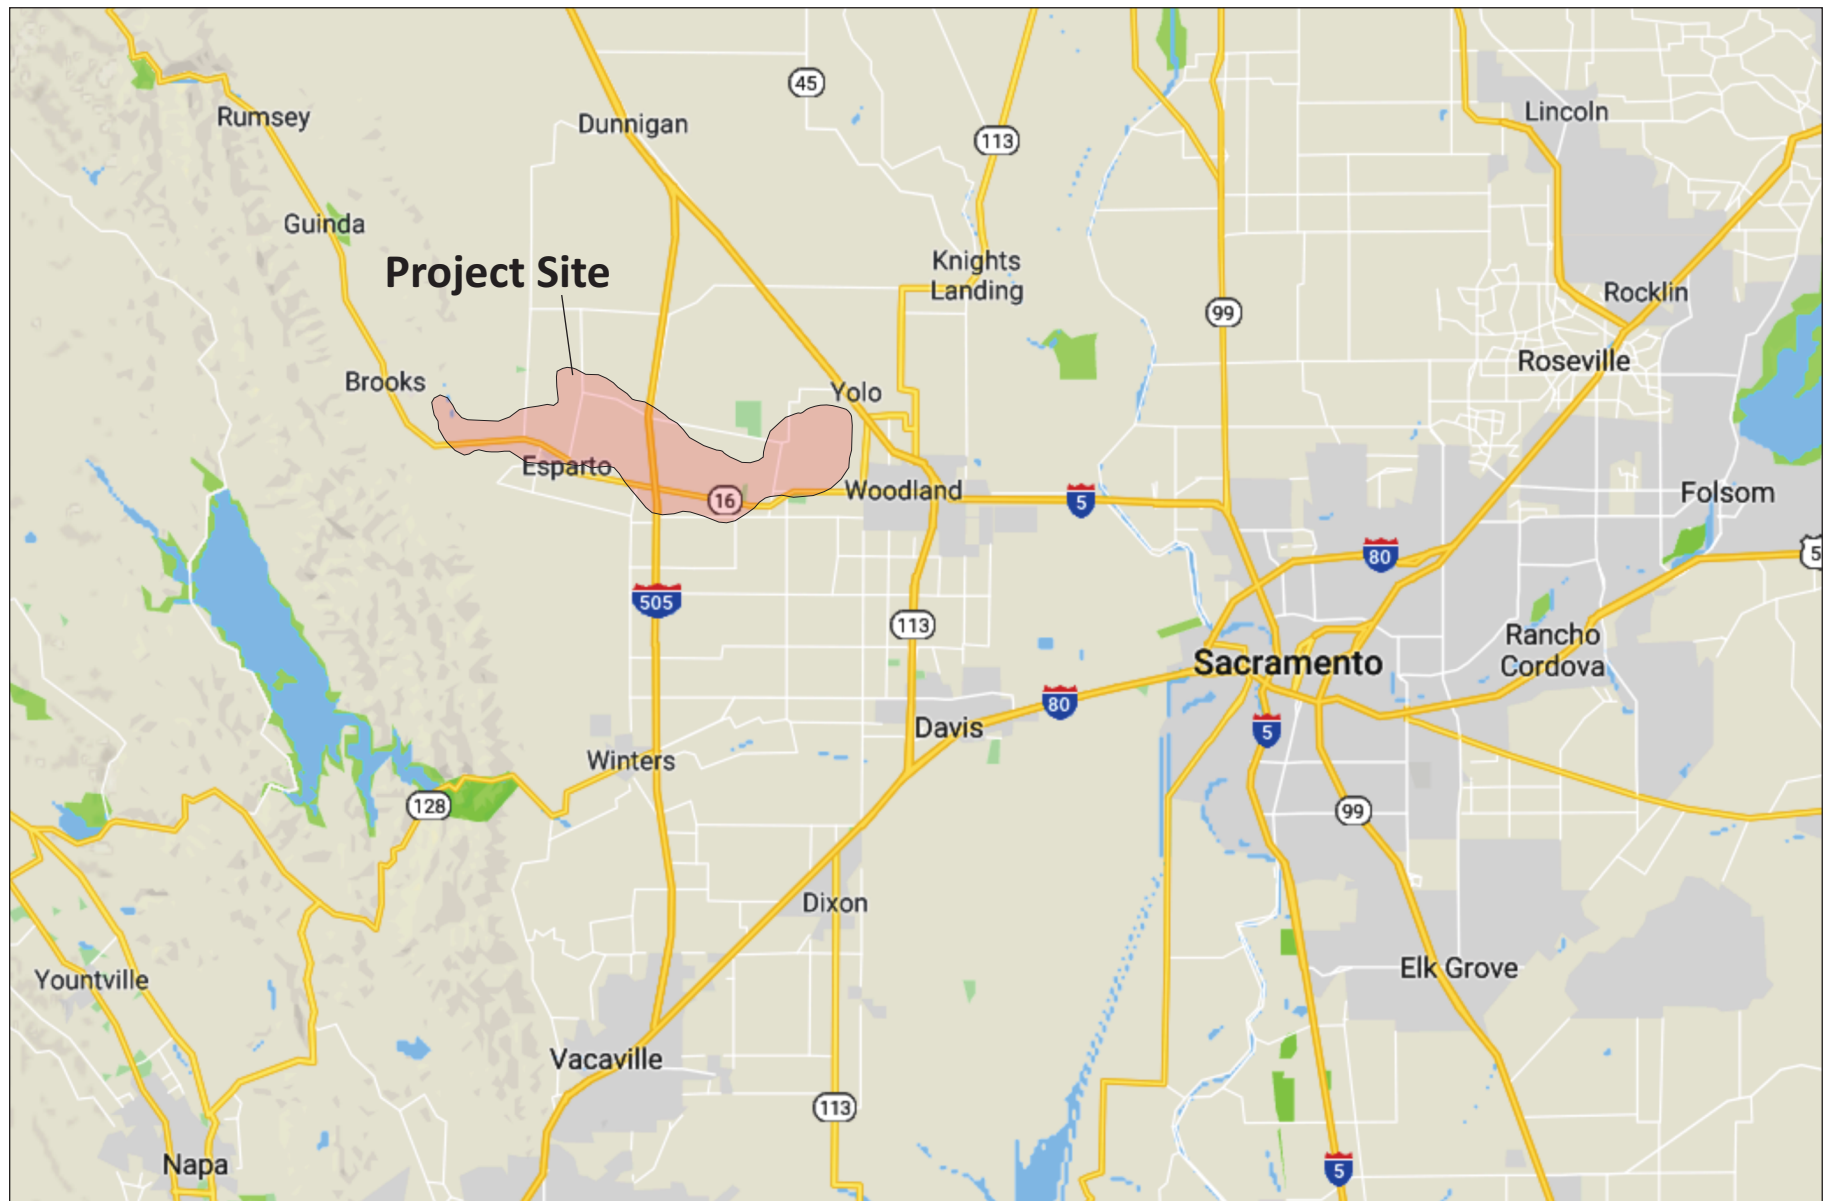 45
Lincoln
Rumsey
Dunnigan
113
Guinda
Project Site
Knights
Landing
Rocklin
99
Roseville
Brooks
Yolo
Esparto
Woodland
16
5
Folsom
80
5
505
113
Rancho
Cordova
Sacramento
80
Davis
5
Winters
128
99
Dixon
Elk Grove
Yountville
Vacaville
113
Napa
5